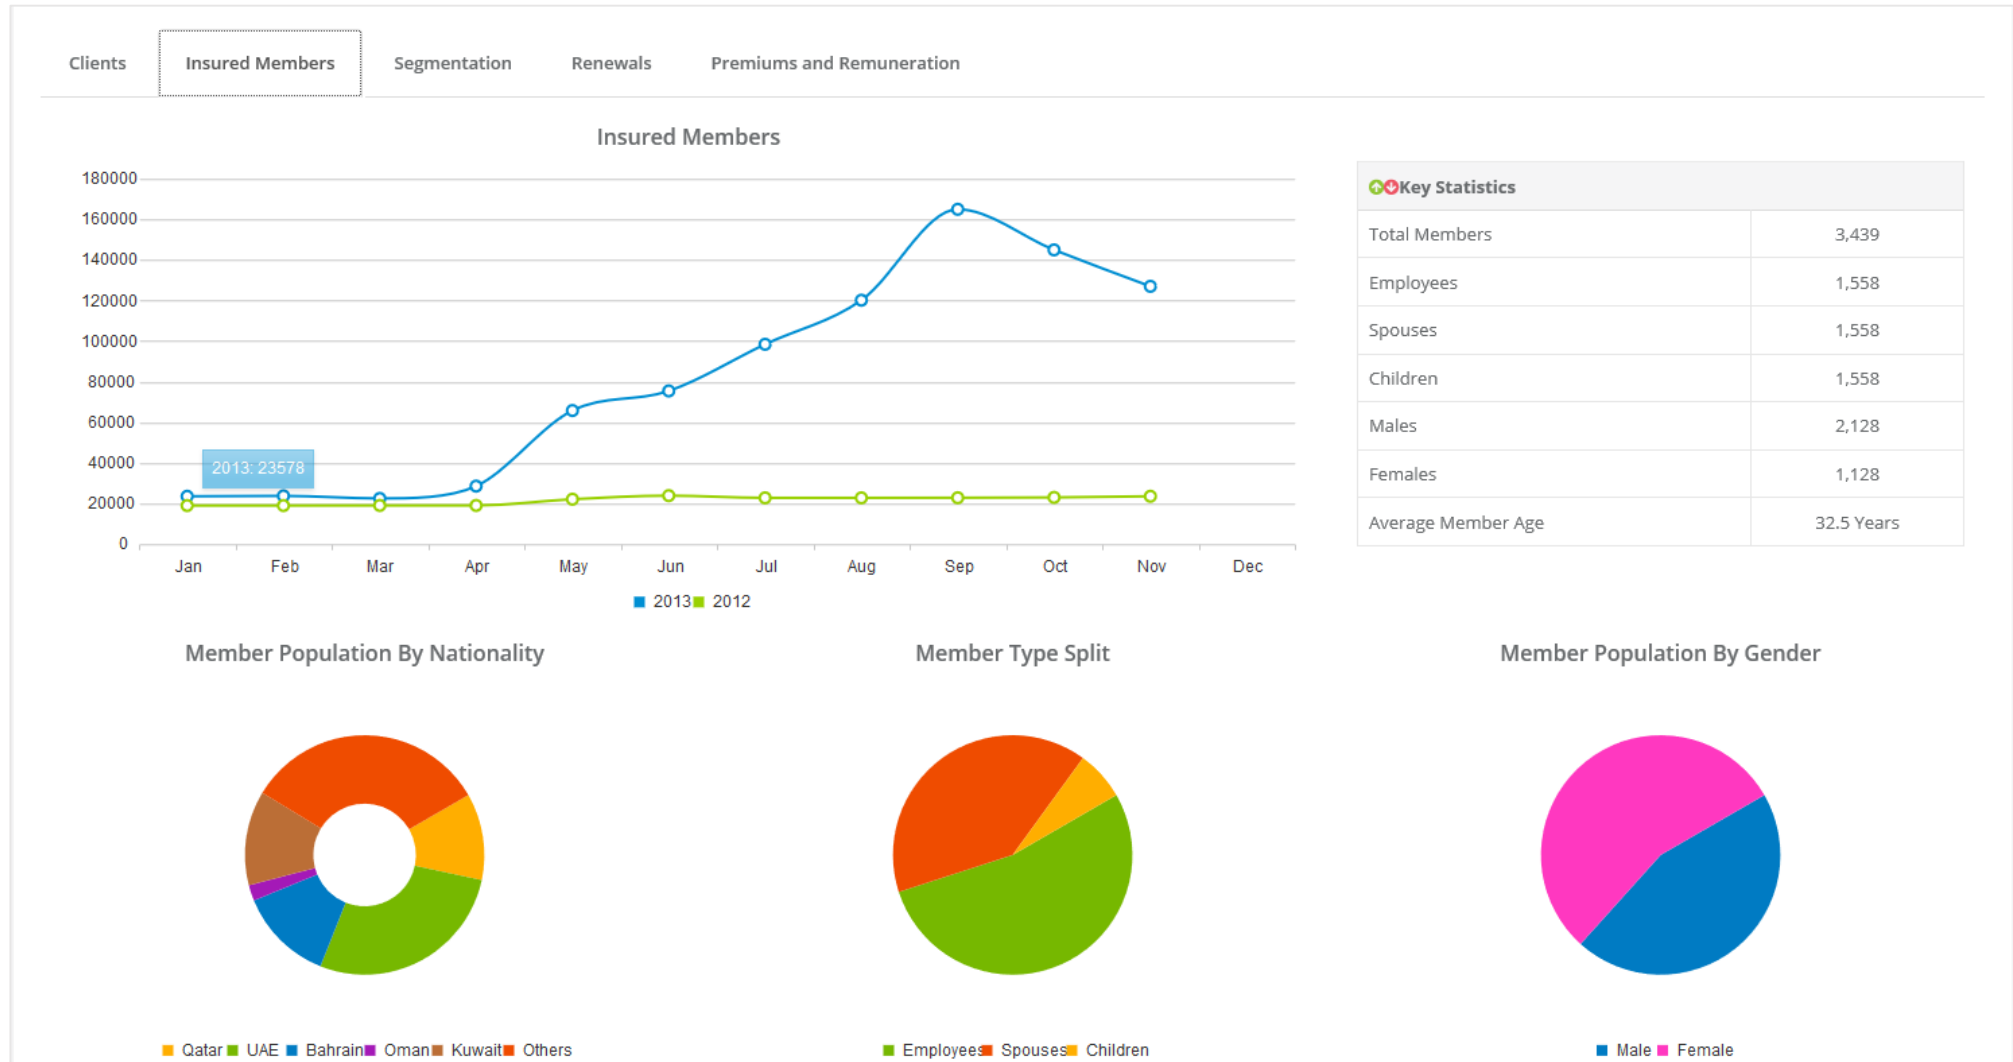 Clients Insured Members Segmentation Renewals Premiums and Remuneration
Insured Members
180000
160000
140000
120000
100000
80000
60000
40000
20000
0
2013: 23578
Jan Feb Mar Apr May Jun Jul Aug Sep Oct Nov Dec
2013 2012
Key Statistics
Total Members 3,439
Employees 1,558
Spouses 1,558
Children 1,558
Males 2,128
Females 1,128
Average Member Age 32.5 Years
Member Population By Nationality
Qatar UAE Bahrain Oman Kuwait Others
Member Type Split
Employees Spouses Children
Member Population By Gender
Male Female